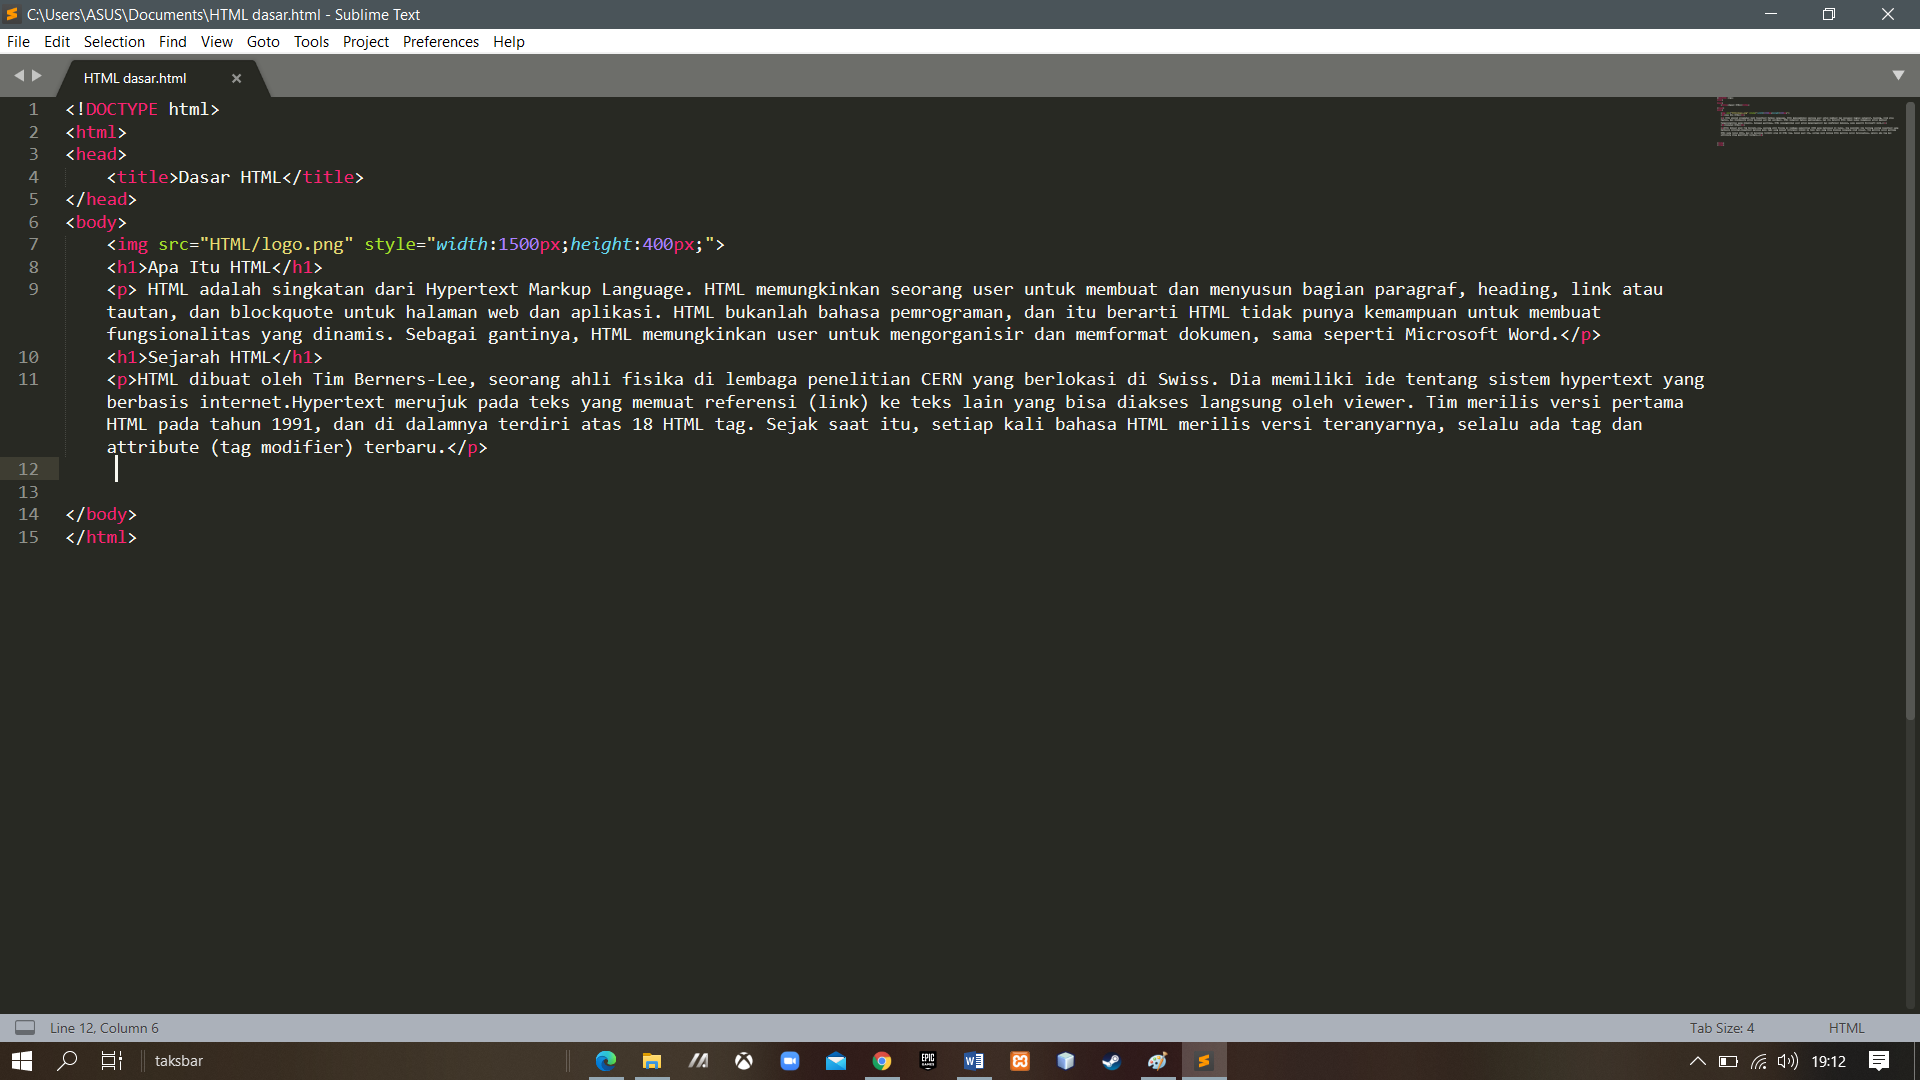 C:\Users\ASUS\Documents\HTML dasar.html - Sublime Text
File Edit Selection Find View Goto Tools Project Preferences Help
HTML dasar.html
1 <!DOCTYPE html>
2 <html>
3 <head>
4 <title>Dasar HTML</title>
5 </head>
6 <body>
7 <img src="HTML/logo.png" style="width:1500px;height:400px;">
8 <h1>Apa Itu HTML</h1>
9 <p> HTML adalah singkatan dari Hypertext Markup Language. HTML memungkinkan seorang user untuk membuat dan menyusun bagian paragraf, heading, link atau
tautan, dan blockquote untuk halaman web dan aplikasi. HTML bukanlah bahasa pemrograman, dan itu berarti HTML tidak punya kemampuan untuk membuat
fungsionalitas yang dinamis. Sebagai gantinya, HTML memungkinkan user untuk mengorganisir dan memformat dokumen, sama seperti Microsoft Word.</p>
10 <h1>Sejarah HTML</h1>
11 <p>HTML dibuat oleh Tim Berners-Lee, seorang ahli fisika di lembaga penelitian CERN yang berlokasi di Swiss. Dia memiliki ide tentang sistem hypertext yang
berbasis internet.Hypertext merujuk pada teks yang memuat referensi (link) ke teks lain yang bisa diakses langsung oleh viewer. Tim merilis versi pertama
HTML pada tahun 1991, dan di dalamnya terdiri atas 18 HTML tag. Sejak saat itu, setiap kali bahasa HTML merilis versi teranyarnya, selalu ada tag dan
attribute (tag modifier) terbaru.</p>
12
13
14 </body>
15 </html>
Line 12, Column 6
Tab Size: 4 HTML
taksbar
EPIC
GAMES
19:12